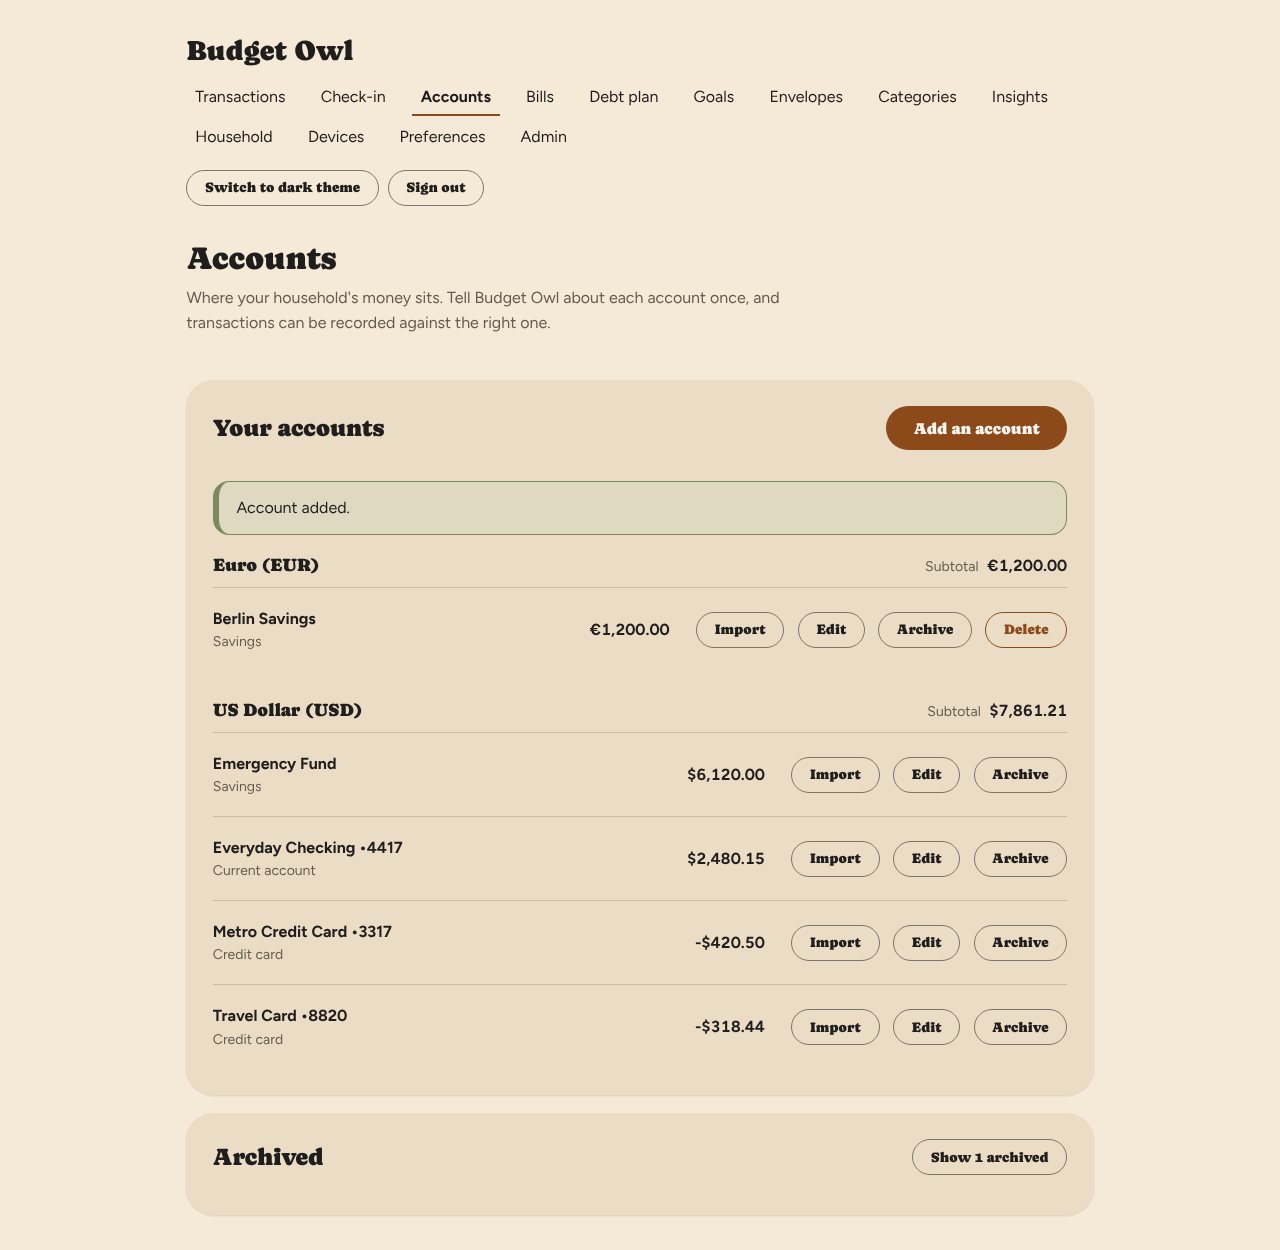 Budget Owl
Transactions Check-in Accounts Bills Debt plan Goals Envelopes Categories Insights
Household Devices Preferences Admin
Switch to dark theme Sign out
Accounts
Where your household's money sits. Tell Budget Owl about each account once, and
transactions can be recorded against the right one.
Your accounts Add an account
Account added.
Euro (EUR) Subtotal €1,200.00
Berlin Savings
Savings
€1,200.00 Import Edit Archive Delete
US Dollar (USD) Subtotal $7,861.21
Emergency Fund
Savings
$6,120.00 Import Edit Archive
Everyday Checking •4417
Current account
$2,480.15 Import Edit Archive
Metro Credit Card •3317
Credit card
-$420.50 Import Edit Archive
Travel Card •8820
Credit card
-$318.44 Import Edit Archive
Archived Show 1 archived